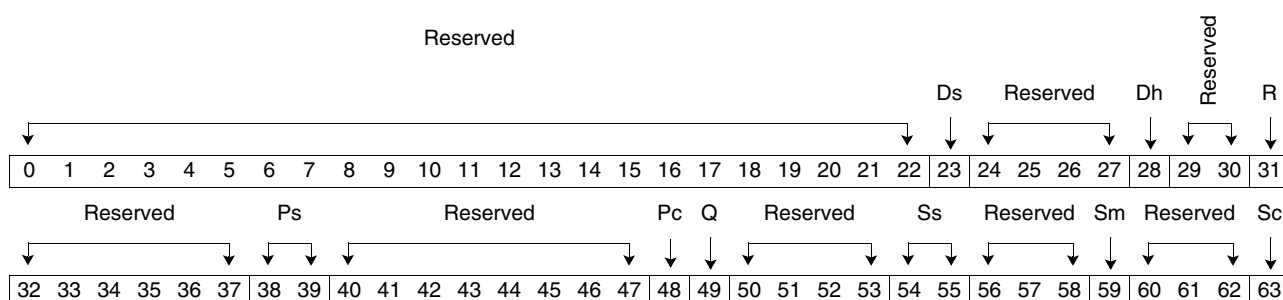 Reserved
Reserved
Ds Reserved Dh R
0 1 2 3 4 5 6 7 8 9 10 11 12 13 14 15 16 17 18 19 20 21 22 23 24 25 26 27 28 29 30 31
Reserved Ps Reserved Pc Q Reserved Ss Reserved Sm Reserved Sc
32 33 34 35 36 37 38 39 40 41 42 43 44 45 46 47 48 49 50 51 52 53 54 55 56 57 58 59 60 61 62 63